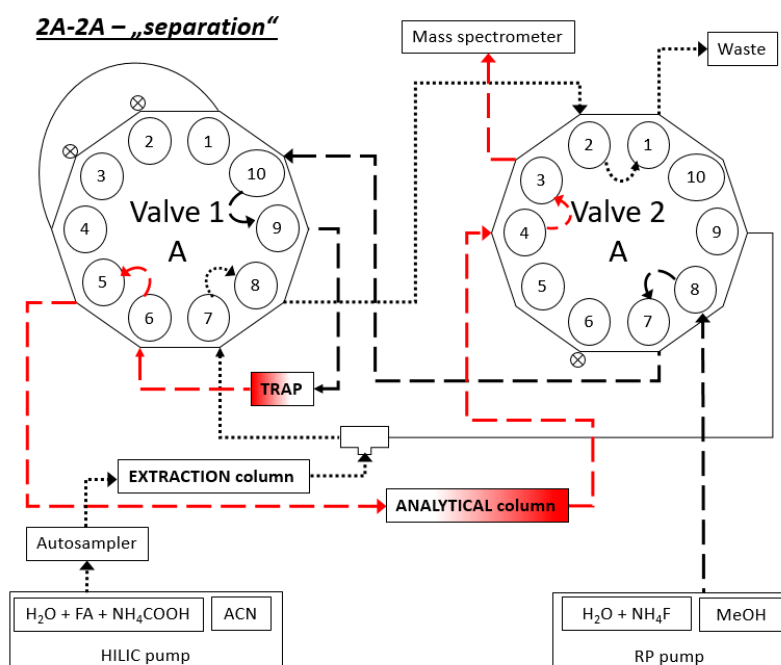 2A-2A – „separation“
Mass spectrometer
Waste
2
1
3
10
4
Valve 1
9
A
5
8
6
7
2
1
3
10
4
Valve 2
9
A
5
8
6
7
TRAP
EXTRACTION column
ANALYTICAL column
Autosampler
H₂O + FA + NH₄COOH
ACN
HILIC pump
H₂O + NH₄F
MeOH
RP pump